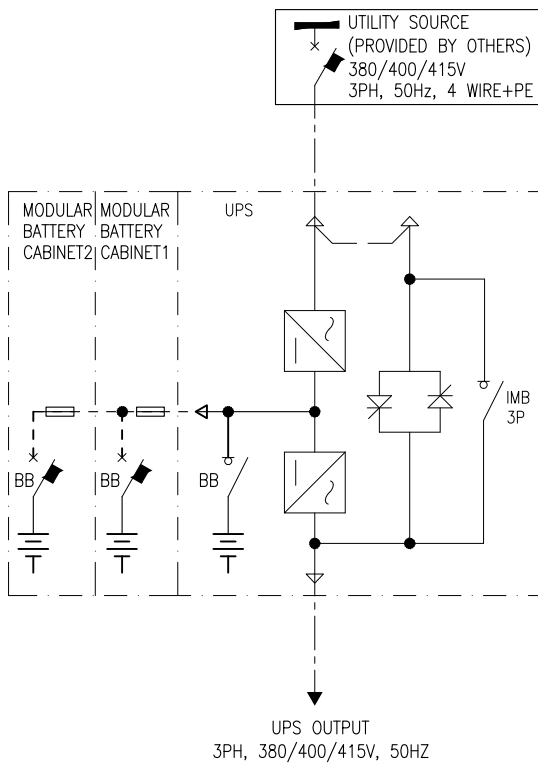 UTILITY SOURCE
(PROVIDED BY OTHERS)
380/400/415V
3PH, 50Hz, 4 WIRE+PE
MODULAR
BATTERY
CABINET2
MODULAR
BATTERY
CABINET1
UPS
IMB
3P
BB
BB
BB
UPS OUTPUT
3PH, 380/400/415V, 50HZ